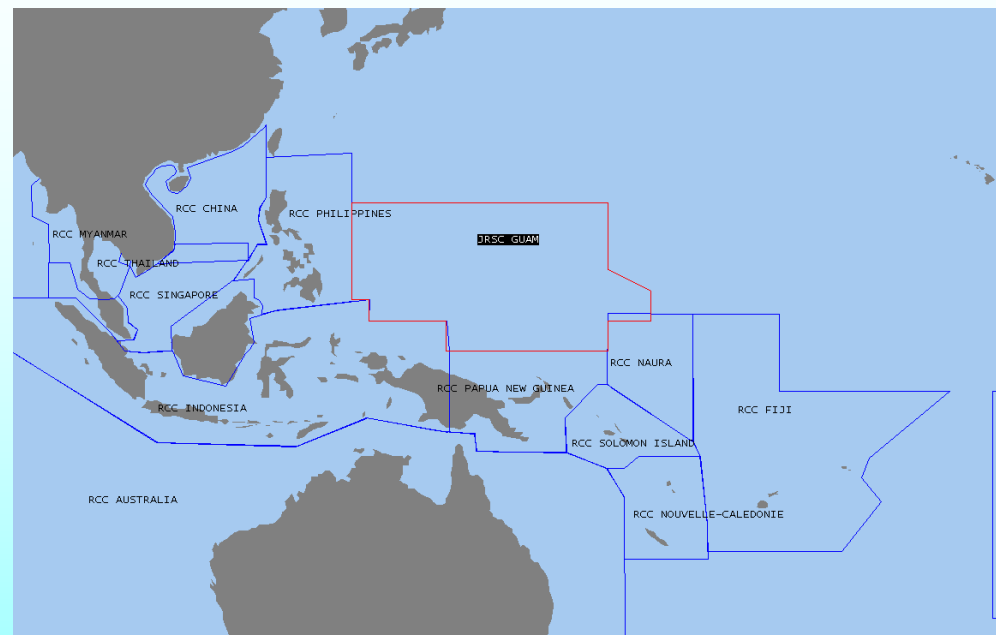 RCC CHINA
RCC PHILIPPINES
RCC MYANMAR
JRSC GUAM
RCC THAILAND
RCC SINGAPORE
RCC NAURA
RCC PAPUA NEW GUINEA
RCC INDONESIA
RCC FIJI
RCC SOLOMON ISLAND
RCC AUSTRALIA
RCC NOUVELLE-CALEDONIE